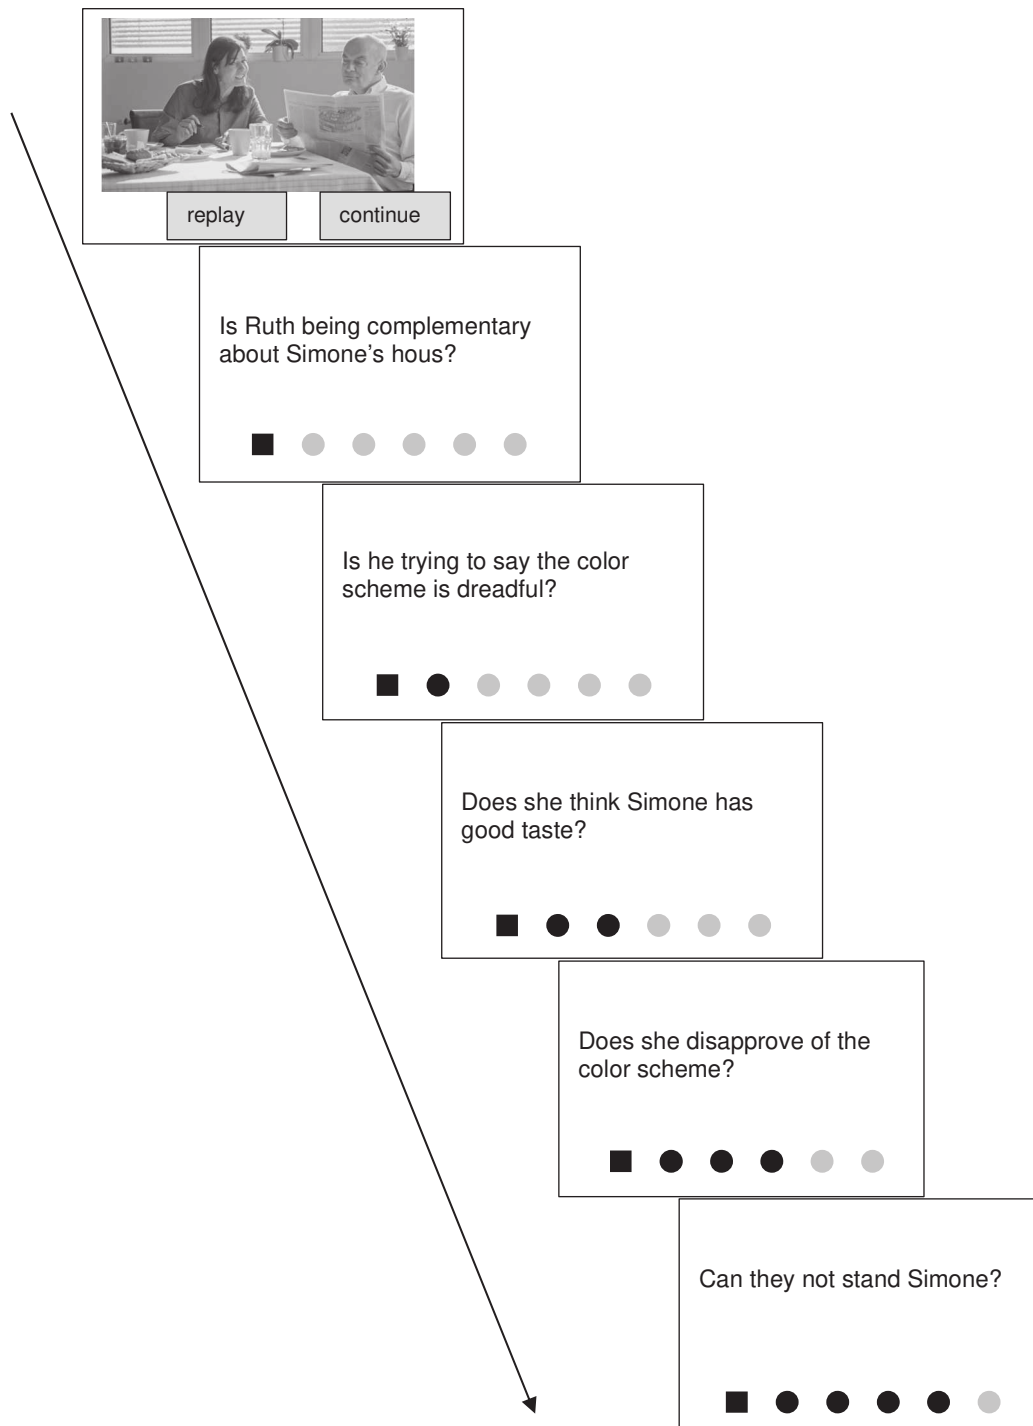 replay
continue
Is Ruth being complementary
about Simone's hous?
Is he trying to say the color
scheme is dreadful?
Does she think Simone has
good taste?
Does she disapprove of the
color scheme?
Can they not stand Simone?